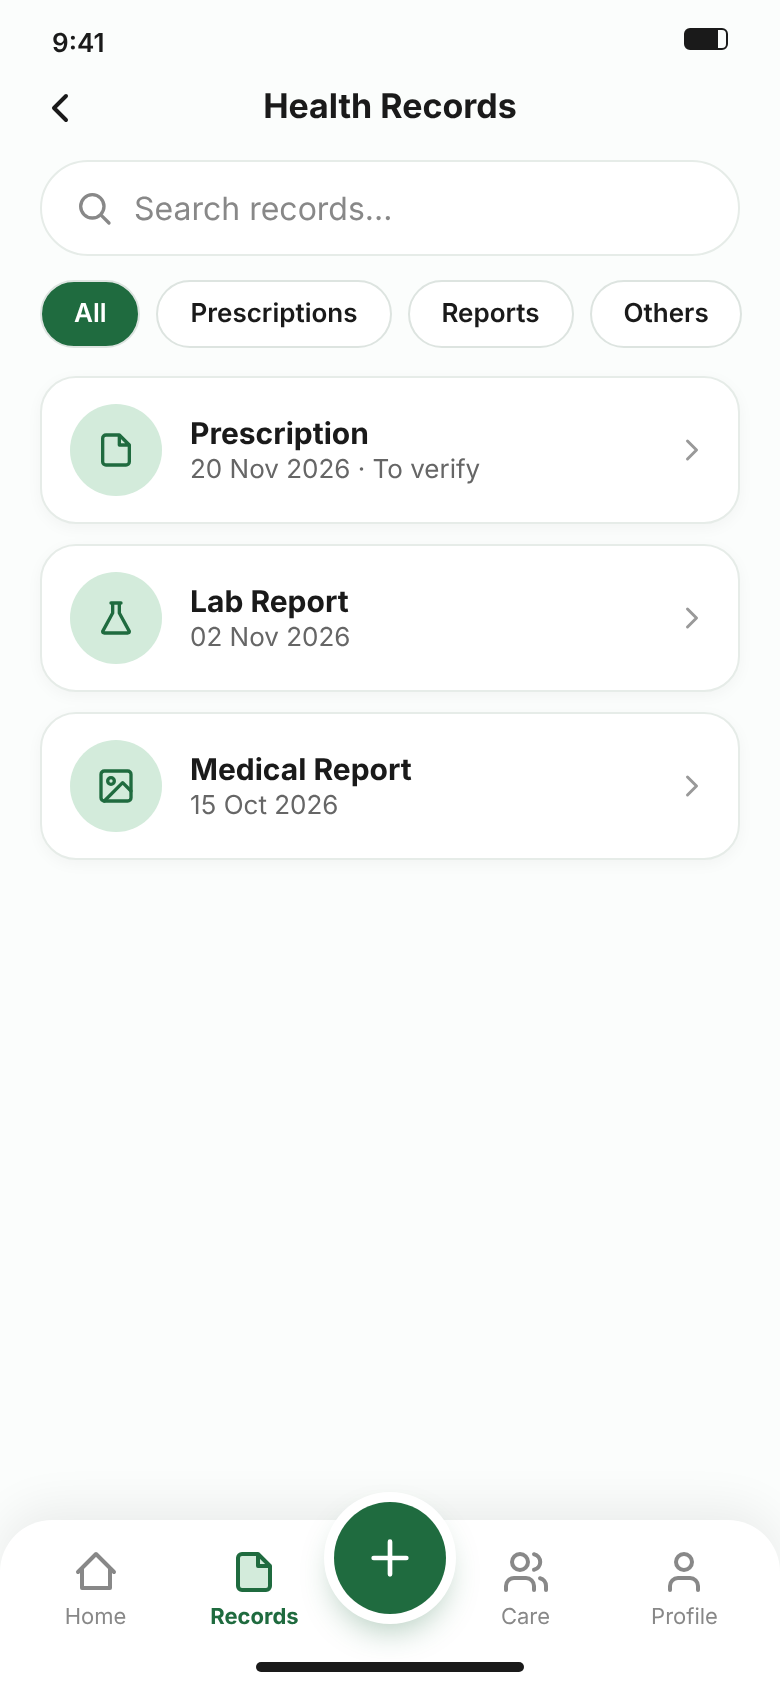 9:41
Health Records
Search records...
All
Prescriptions
Reports
Others
Prescription
20 Nov 2026 · To verify
Lab Report
02 Nov 2026
Medical Report
15 Oct 2026
Home
Records
Care
Profile